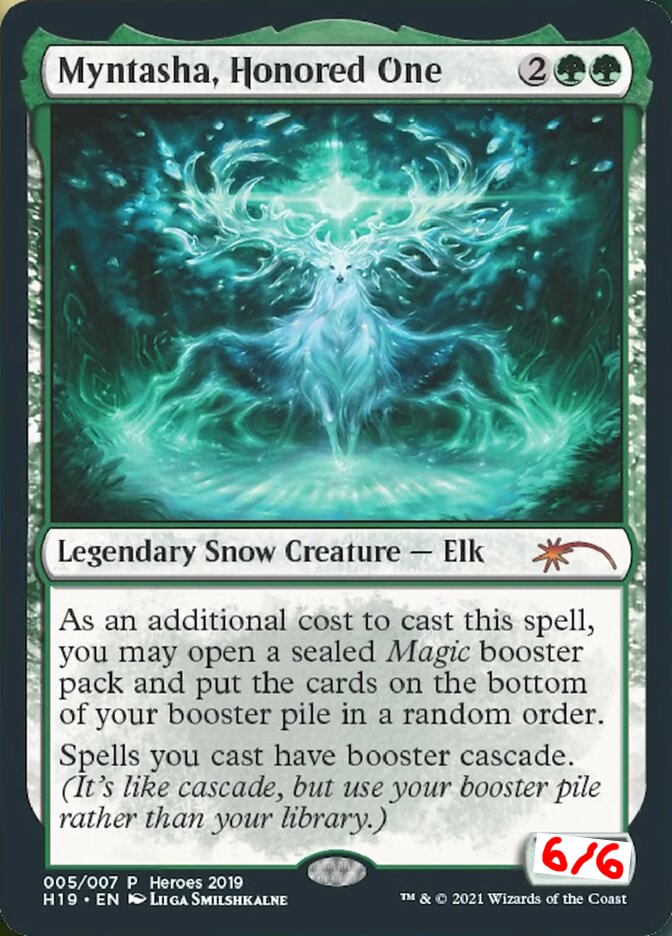 Myntasha, Honored One 2
Legendary Snow Creature — Elk
As an additional cost to cast this spell,
you may open a sealed Magic booster
pack and put the cards on the bottom
of your booster pile in a random order.
Spells you cast have booster cascade.
(It's like cascade, but use your booster pile
rather than your library.)
6/6
005/007 P Heroes 2019
H19 • EN Liiga Smilshkalne
™ & © 2021 Wizards of the Coast